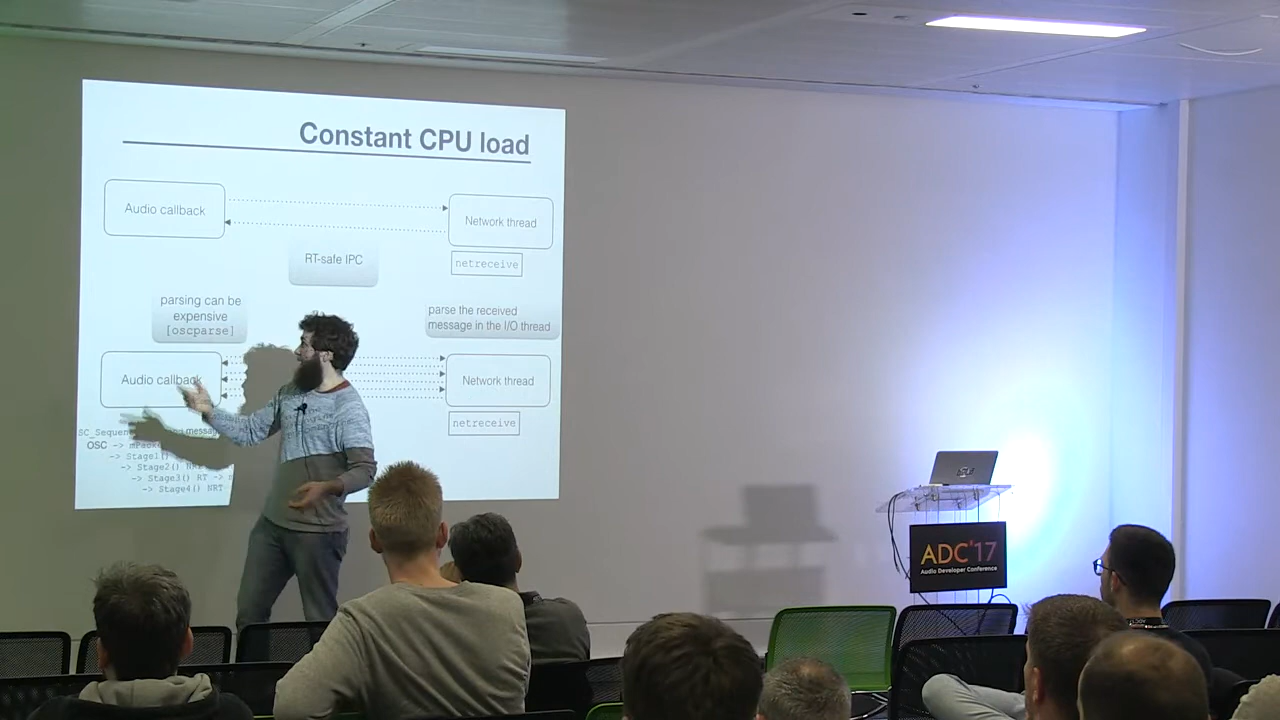 Constant CPU load
Audio callback
Network thread
RT-safe IPC
netreceive
parsing can be
expensive
[oscparse]
parse the received
message in the I/O thread
Audio callback
Network thread
netreceive
message
OSC ->
-> Stage1()
-> Stage2()
-> Stage3() RT ->
-> Stage4() NRT
ADC'17
Audio Developer Conference